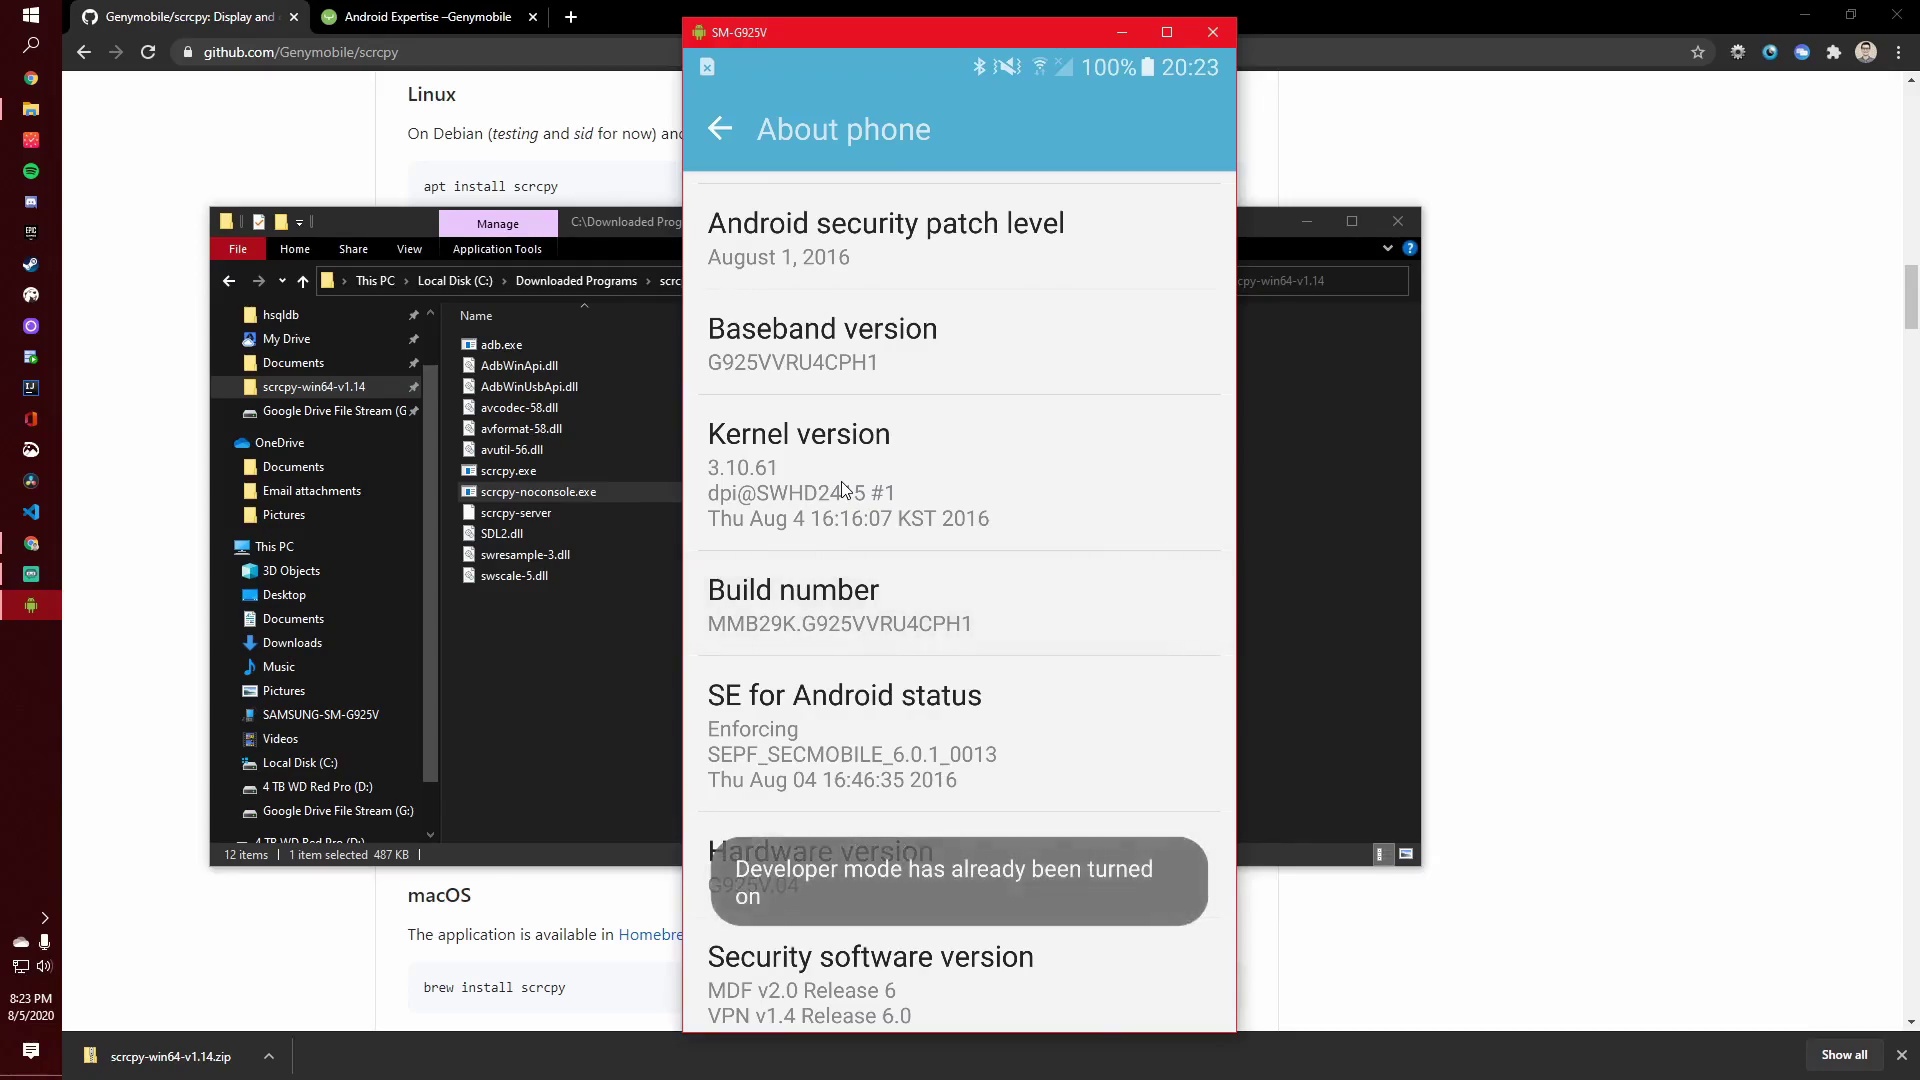 Genymobile/scrcpy: Display and
Android Expertise –Genymobile
github.com/Genymobile/scrcpy
Linux
On Debian (testing and sid for now) and
apt install scrcpy
Manage
C:\Downloaded Prog
File
Home
Share
View
Application Tools
This PC
Local Disk (C:)
Downloaded Programs
scrc
cpy-win64-v1.14
hsqldb
My Drive
Documents
scrcpy-win64-v1.14
Google Drive File Stream (G
OneDrive
Documents
Email attachments
Pictures
This PC
3D Objects
Desktop
Documents
Downloads
Music
Pictures
SAMSUNG-SM-G925V
Videos
Local Disk (C:)
4 TB WD Red Pro (D:)
Google Drive File Stream (G:)
4 TB WD Red Pro (D:)
Name
adb.exe
AdbWinApi.dll
AdbWinUsbApi.dll
avcodec-58.dll
avformat-58.dll
avutil-56.dll
scrcpy.exe
scrcpy-noconsole.exe
scrcpy-server
SDL2.dll
swresample-3.dll
swscale-5.dll
12 items
1 item selected 487 KB
SM-G925V
100% 20:23
About phone
Android security patch level
August 1, 2016
Baseband version
G925VVRU4CPH1
Kernel version
3.10.61
dpi@SWHD24 5 #1
Thu Aug 4 16:16:07 KST 2016
Build number
MMB29K.G925VVRU4CPH1
SE for Android status
Enforcing
SEPF_SECMOBILE_6.0.1_0013
Thu Aug 04 16:46:35 2016
Hardware version
G925V.04
Developer mode has already been turned
on
Security software version
MDF v2.0 Release 6
VPN v1.4 Release 6.0
macOS
The application is available in Homebre
brew install scrcpy
EPIC
IJ
8:23 PM
8/5/2020
scrcpy-win64-v1.14.zip
Show all